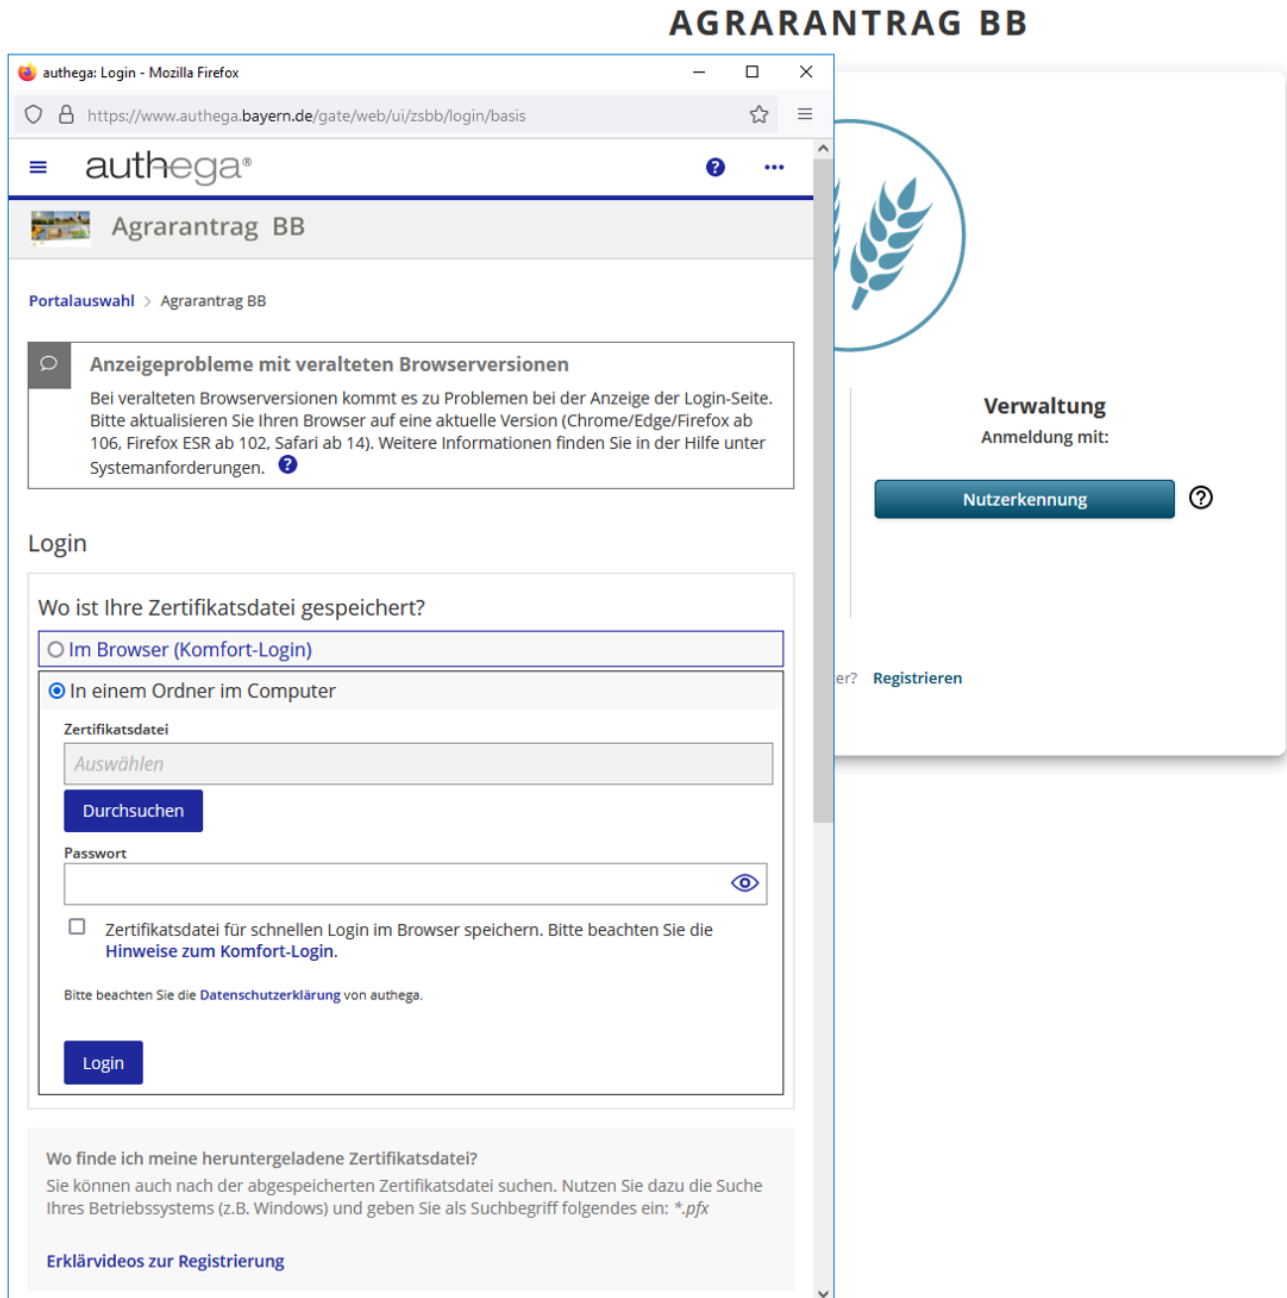 AGRARANTRAG BB
authega: Login - Mozilla Firefox
https://www.authega.bayern.de/gate/web/ui/zsbb/login/basis
authega®
Agrarantrag BB
Portalauswahl > Agrarantrag BB
Anzeigeprobleme mit veralteten Browserversionen
Bei veralteten Browserversionen kommt es zu Problemen bei der Anzeige der Login-Seite.
Bitte aktualisieren Sie Ihren Browser auf eine aktuelle Version (Chrome/Edge/Firefox ab
106, Firefox ESR ab 102, Safari ab 14). Weitere Informationen finden Sie in der Hilfe unter
Systemanforderungen. ?
Login
Wo ist Ihre Zertifikatsdatei gespeichert?
Im Browser (Komfort-Login)
In einem Ordner im Computer
Zertifikatsdatei
Auswählen
Durchsuchen
Passwort
Zertifikatsdatei für schnellen Login im Browser speichern. Bitte beachten Sie die
Hinweise zum Komfort-Login.
Bitte beachten Sie die Datenschutzerklärung von authega.
Login
Wo finde ich meine heruntergeladene Zertifikatsdatei?
Sie können auch nach der abgespeicherten Zertifikatsdatei suchen. Nutzen Sie dazu die Suche
Ihres Betriebssystems (z.B. Windows) und geben Sie als Suchbegriff folgendes ein: *.pfx
Erklärvideos zur Registrierung
Verwaltung
Anmeldung mit:
Nutzerkennung
er? Registrieren